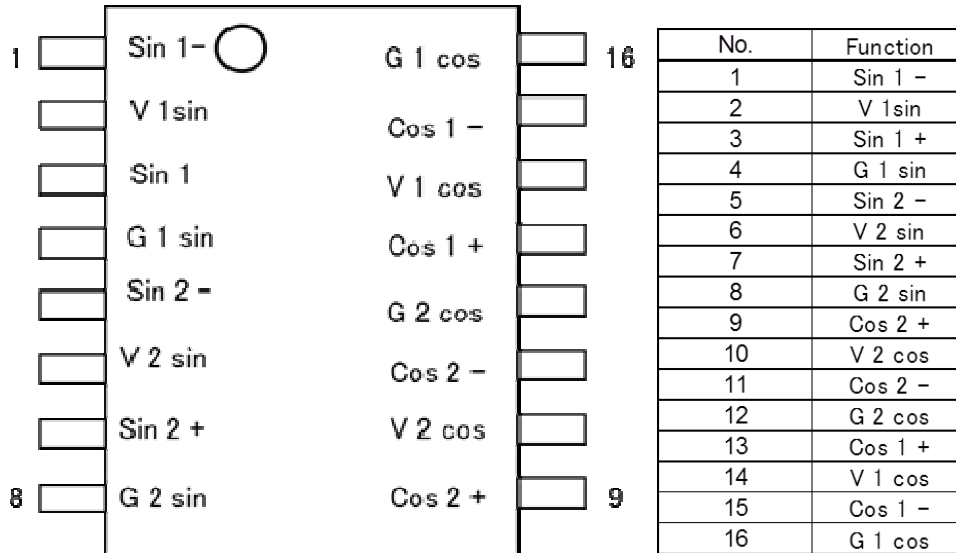 1 Sin 1- G 1 cos 16
V 1sin Cos 1 -
Sin 1 V 1 cos
G 1 sin Cos 1 +
Sin 2 - G 2 cos
V 2 sin Cos 2 -
Sin 2 + V 2 cos
8 G 2 sin Cos 2 + 9
No. Function
1 Sin 1 -
2 V 1sin
3 Sin 1 +
4 G 1 sin
5 Sin 2 -
6 V 2 sin
7 Sin 2 +
8 G 2 sin
9 Cos 2 +
10 V 2 cos
11 Cos 2 -
12 G 2 cos
13 Cos 1 +
14 V 1 cos
15 Cos 1 -
16 G 1 cos